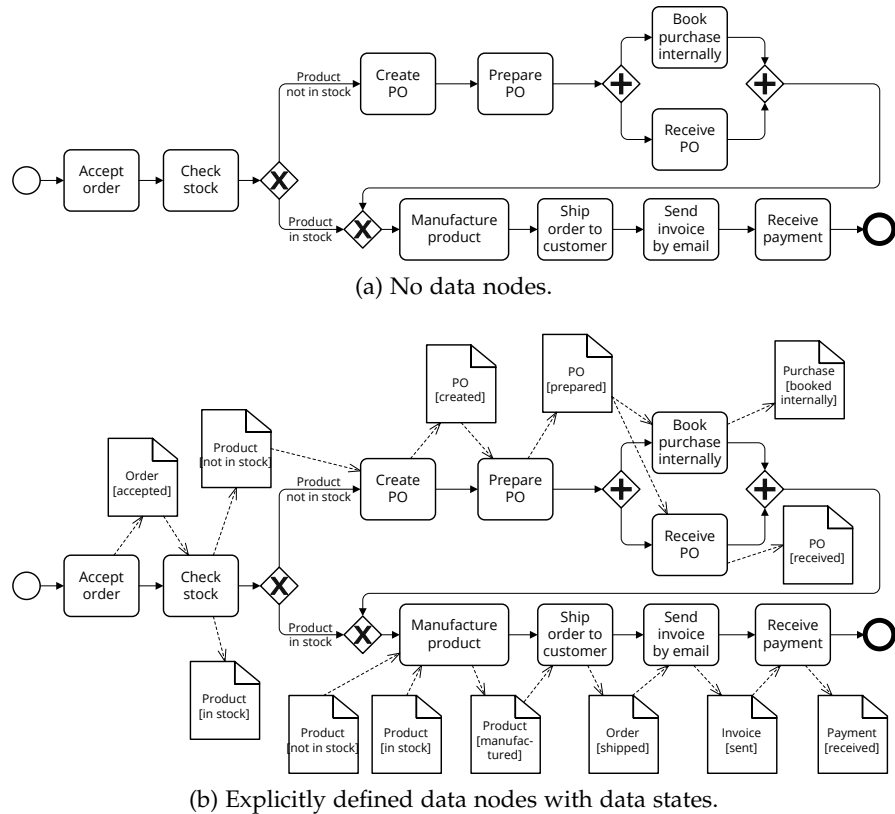 Book
purchase
internally
Product
not in stock
Create
PO
Prepare
PO
Receive
PO
Accept
order
Check
stock
Product
in stock
Manufacture
product
Ship
order to
customer
Send
invoice
by email
Receive
payment
(a) No data nodes.
PO
[created]
PO
[prepared]
Purchase
[booked
internally]
Product
[not in stock]
Order
[accepted]
Product
not in stock
Create
PO
Prepare
PO
Book
purchase
internally
Receive
PO
PO
[received]
Accept
order
Check
stock
Product
in stock
Manufacture
product
Ship
order to
customer
Send
invoice
by email
Receive
payment
Product
[in stock]
Product
[not in stock]
Product
[in stock]
Product
[manufac-
tured]
Order
[shipped]
Invoice
[sent]
Payment
[received]
(b) Explicitly defined data nodes with data states.